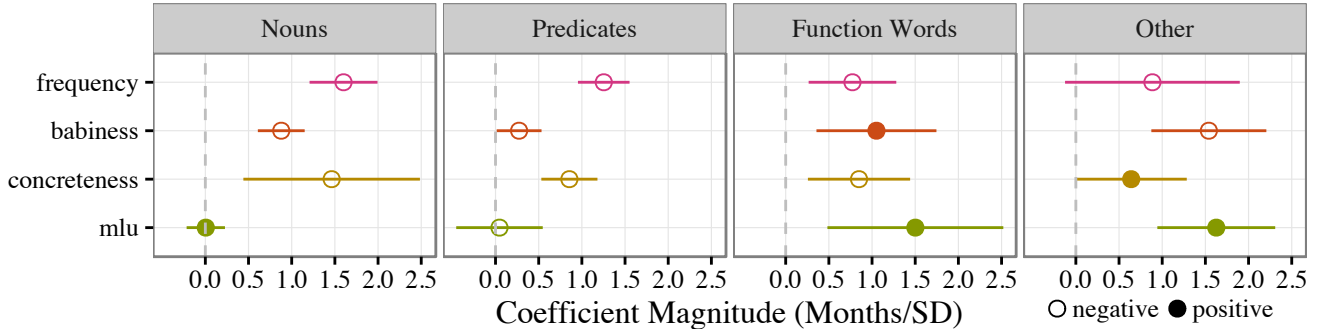 Nouns Predicates Function Words Other
frequency
babiness
concreteness
mlu
0.0 0.5 1.0 1.5 2.0 2.5 0.0 0.5 1.0 1.5 2.0 2.5 0.0 0.5 1.0 1.5 2.0 2.5 0.0 0.5 1.0 1.5 2.0 2.5
Coefficient Magnitude (Months/SD) negative positive